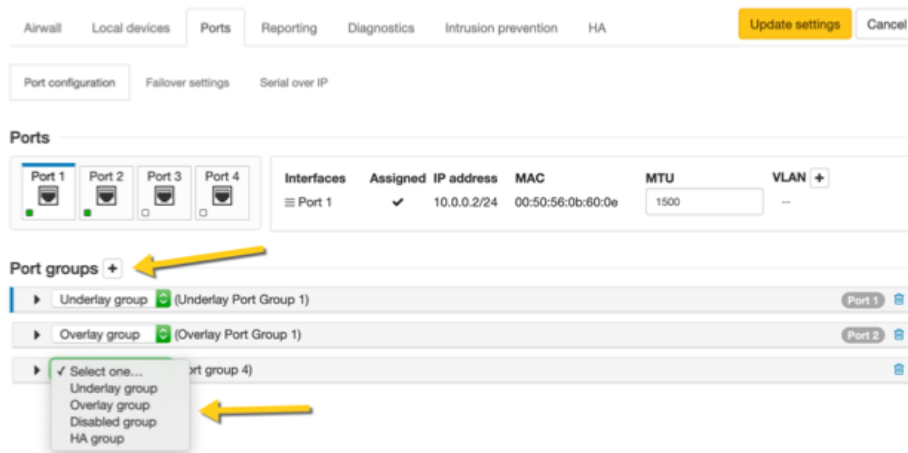 Airwall Local devices Ports Reporting Diagnostics Intrusion prevention HA Update settings Cancel
Port configuration Failover settings Serial over IP
Ports
Port 1 Port 2 Port 3 Port 4
Interfaces Assigned IP address MAC MTU VLAN +
Port 1 ✔ 10.0.0.2/24 00:50:56:0b:60:0e 1500 --
Port groups +
Underlay group (Underlay Port Group 1) Port 1
Overlay group (Overlay Port Group 1) Port 2
✓ Select one... rt group 4)
Underlay group
Overlay group
Disabled group
HA group